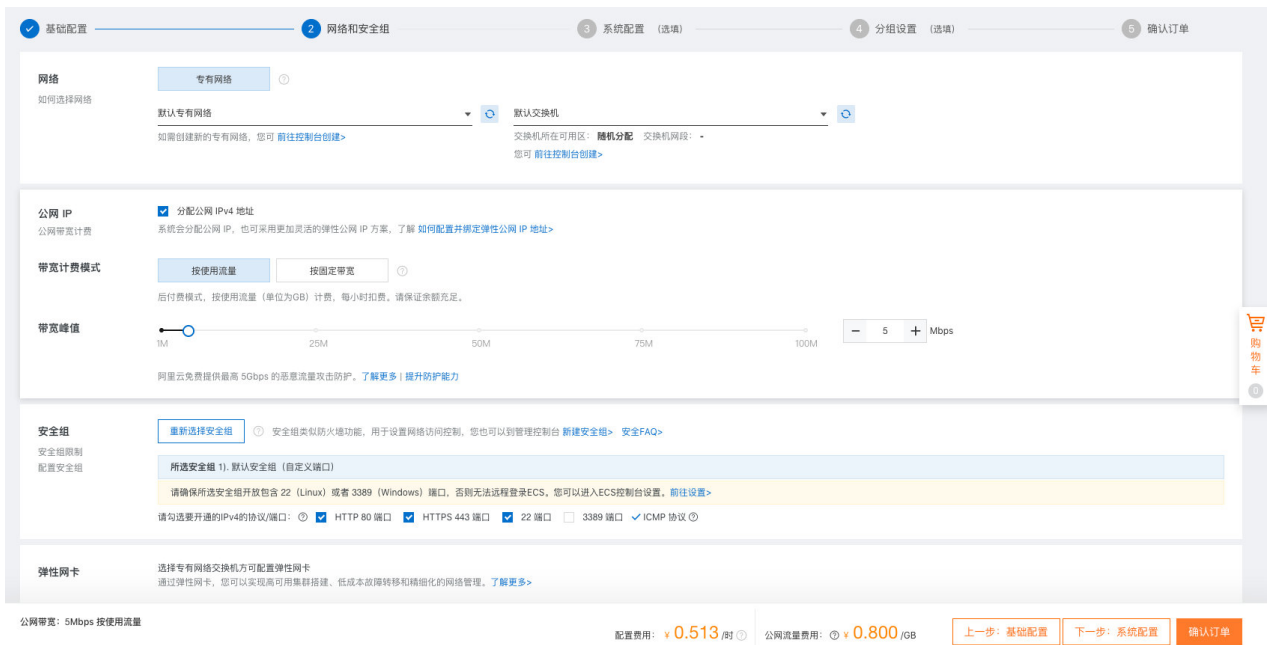 基础配置 2 网络和安全组 3 系统配置 (选填) 4 分组设置 (选填) 5 确认订单
网络 专有网络
如何选择网络
默认专有网络 默认交换机
如需创建新的专有网络，您可 前往控制台创建> 交换机所在可用区： 随机分配 交换机网段： -
您可 前往控制台创建>
公网 IP 分配公网 IPv4 地址
公网带宽计费 系统会分配公网 IP，也可采用更加灵活的弹性公网 IP 方案，了解 如何配置并绑定弹性公网 IP 地址>
带宽计费模式 按使用流量 按固定带宽
后付费模式，按使用流量（单位为GB）计费，每小时扣费。请保证余额充足。
带宽峰值 5 Mbps
1M 25M 50M 75M 100M
阿里云免费提供最高 5Gbps 的恶意流量攻击防护。了解更多 | 提升防护能力
购物车
0
安全组 重新选择安全组 安全组类似防火墙功能，用于设置网络访问控制，您也可以到管理控制台 新建安全组> 安全FAQ>
安全组限制
配置安全组 所选安全组 1). 默认安全组（自定义端口）
请确保所选安全组开放包含 22（Linux）或者 3389（Windows）端口，否则无法远程登录ECS。您可以进入ECS控制台设置。前往设置>
请勾选要开通的IPv4的协议/端口： HTTP 80 端口 HTTPS 443 端口 22 端口 3389 端口 ICMP 协议
弹性网卡 选择专有网络交换机方可配置弹性网卡
通过弹性网卡，您可以实现高可用集群搭建，低成本故障转移和精细化的网络管理。了解更多>
公网带宽：5Mbps 按使用流量
配置费用： ¥ 0.513 /时 公网流量费用： ¥ 0.800 /GB 上一步：基础配置 下一步：系统配置 确认订单